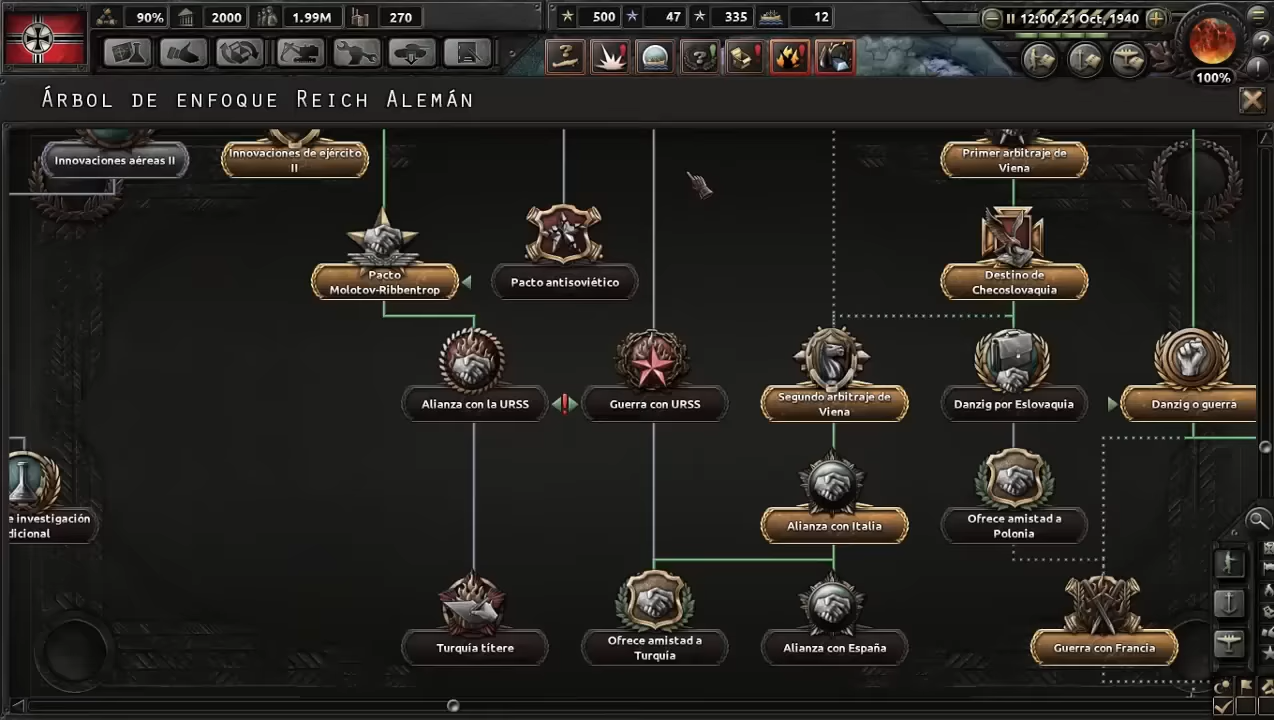 90%
2000
1.99M
270
500
47
335
12
12:00, 21 Oct, 1940
100%
Árbol de enfoque Reich Alemán
Innovaciones aéreas II
Innovaciones de ejército
II
Primer arbitraje de
Viena
Pacto
Molotov-Ribbentrop
Pacto antisoviético
Destino de
Checoslovaquia
Alianza con la URSS
Guerra con URSS
Segundo arbitraje de
Viena
Danzig por Eslovaquia
Danzig o guerra
e investigación
dicional
Alianza con Italia
Ofrece amistad a
Polonia
Turquía títere
Ofrece amistad a
Turquía
Alianza con España
Guerra con Francia